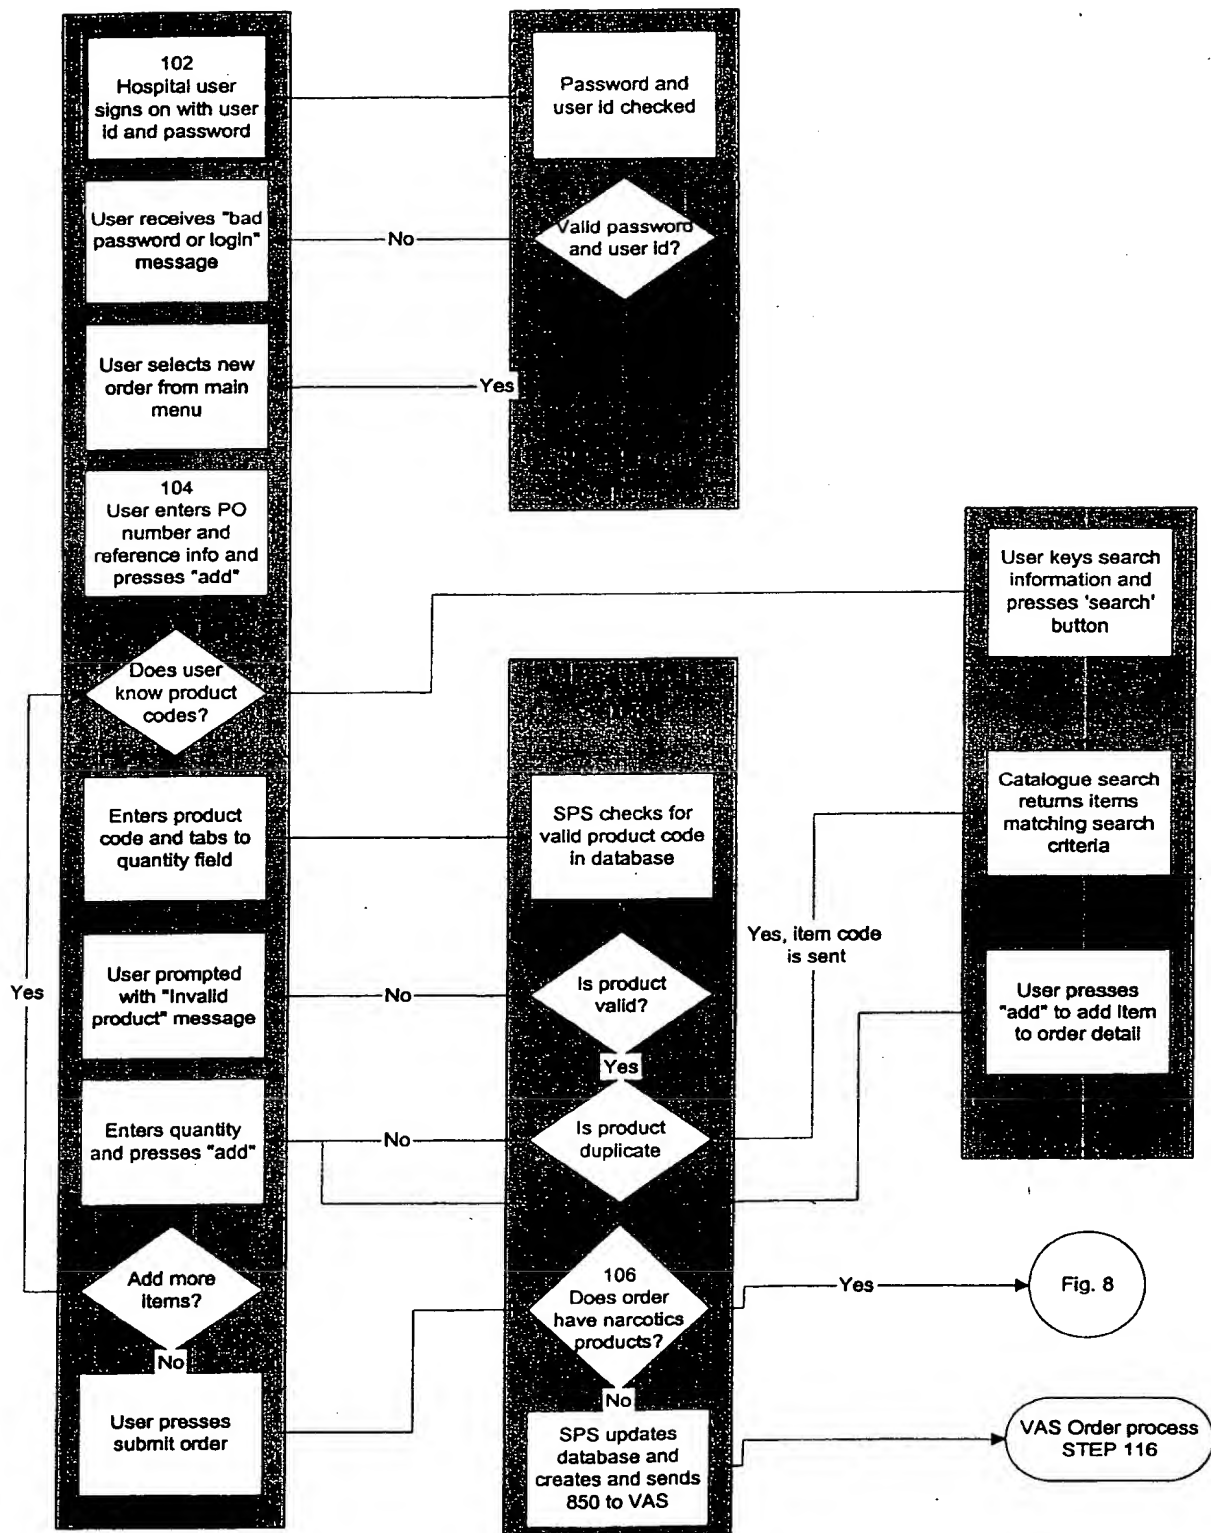 102
Hospital user
signs on with user
id and password
Password and
user id checked
User receives "bad
password or login"
message
No
Valid password
and user id?
User selects new
order from main
menu
Yes
104
User enters PO
number and
reference info and
presses "add"
User keys search
information and
presses 'search'
button
Does user
know product
codes?
Enters product
code and tabs to
quantity field
SPS checks for
valid product code
in database
Catalogue search
returns items
matching search
criteria
Yes
User prompted
with "Invalid
product" message
No
Is product
valid?
Yes, item code
is sent
User presses
"add" to add item
to order detail
Yes
Enters quantity
and presses "add"
No
Is product
duplicate
Add more
items?
106
Does order
have narcotics
products?
Yes
Fig. 8
No
User presses
submit order
No
SPS updates
database and
creates and sends
850 to VAS
VAS Order process
STEP 116